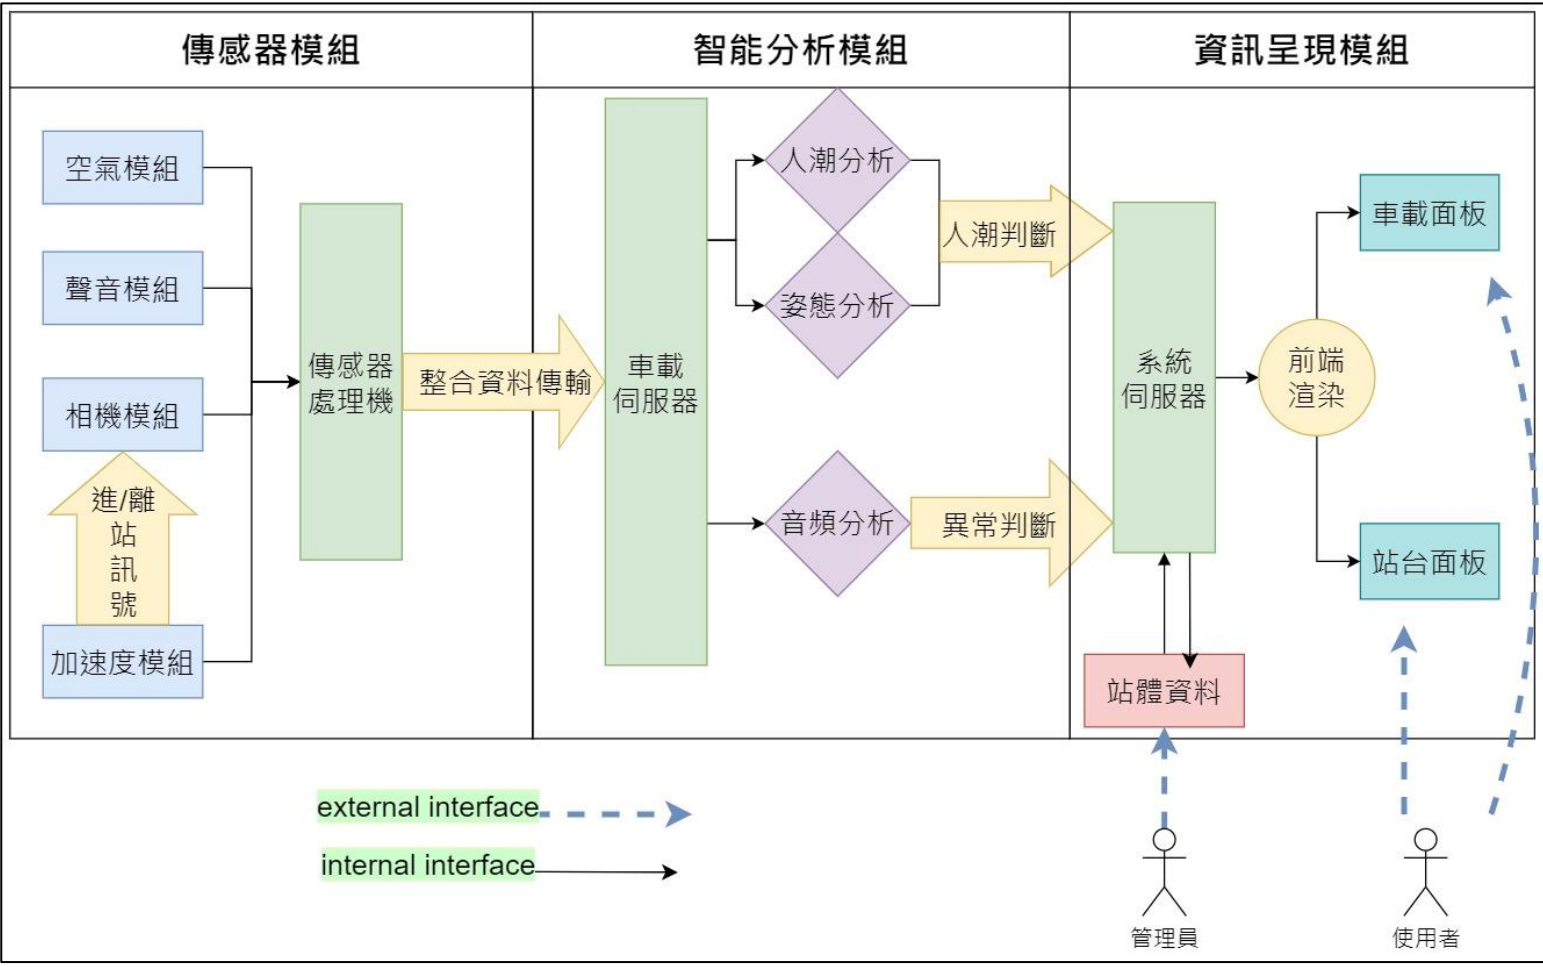 傳感器模組
智能分析模組
資訊呈現模組
空氣模組
聲音模組
相機模組
進/離
站
訊
號
加速度模組
傳感器
處理機
整合資料傳輸
車載
伺服器
人潮分析
姿態分析
音頻分析
人潮判斷
異常判斷
系統
伺服器
站體資料
前端
渲染
車載面板
站台面板
external interface
internal interface
管理員
使用者